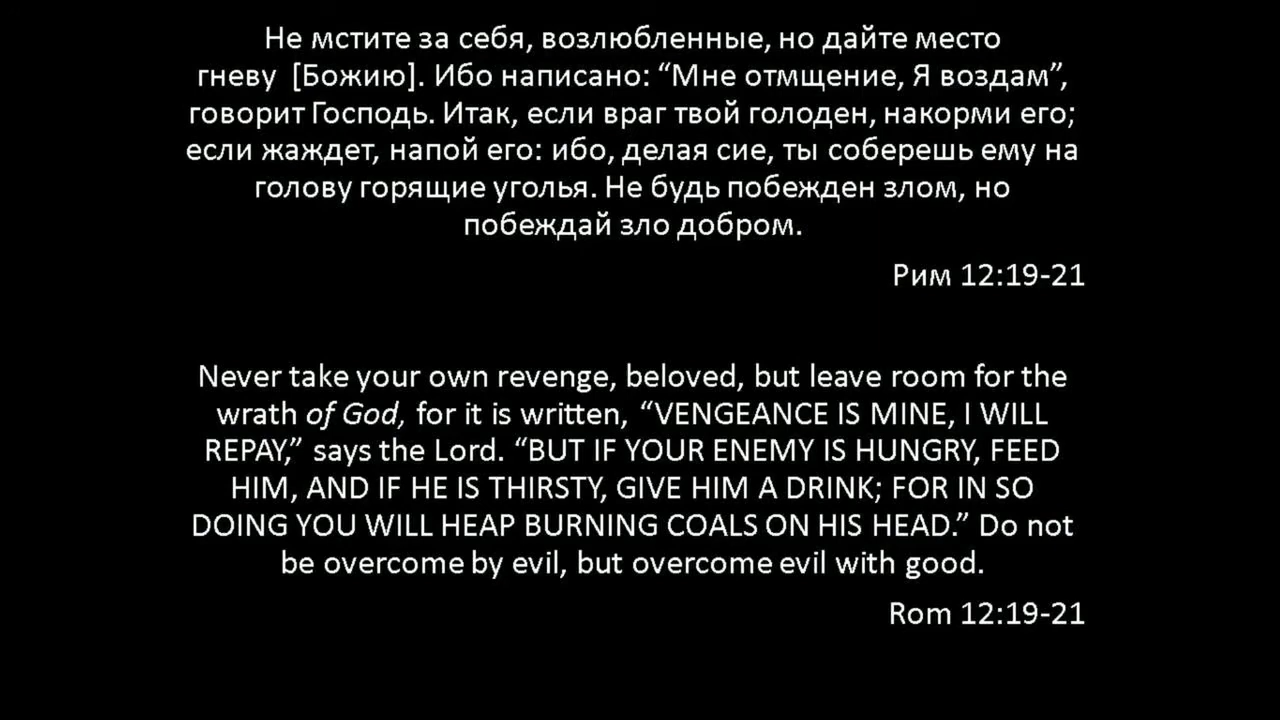 Не мстите за себя, возлюбленные, но дайте место
гневу [Божию]. Ибо написано: “Мне отмщение, Я воздам”,
говорит Господь. Итак, если враг твой голоден, накорми его;
если жаждет, напой его: ибо, делая сие, ты соберешь ему на
голову горящие уголья. Не будь побежден злом, но
побеждай зло добром.
Рим 12:19-21
Never take your own revenge, beloved, but leave room for the
wrath of God, for it is written, “VENGEANCE IS MINE, I WILL
REPAY,” says the Lord. “BUT IF YOUR ENEMY IS HUNGRY, FEED
HIM, AND IF HE IS THIRSTY, GIVE HIM A DRINK; FOR IN SO
DOING YOU WILL HEAP BURNING COALS ON HIS HEAD.” Do not
be overcome by evil, but overcome evil with good.
Rom 12:19-21